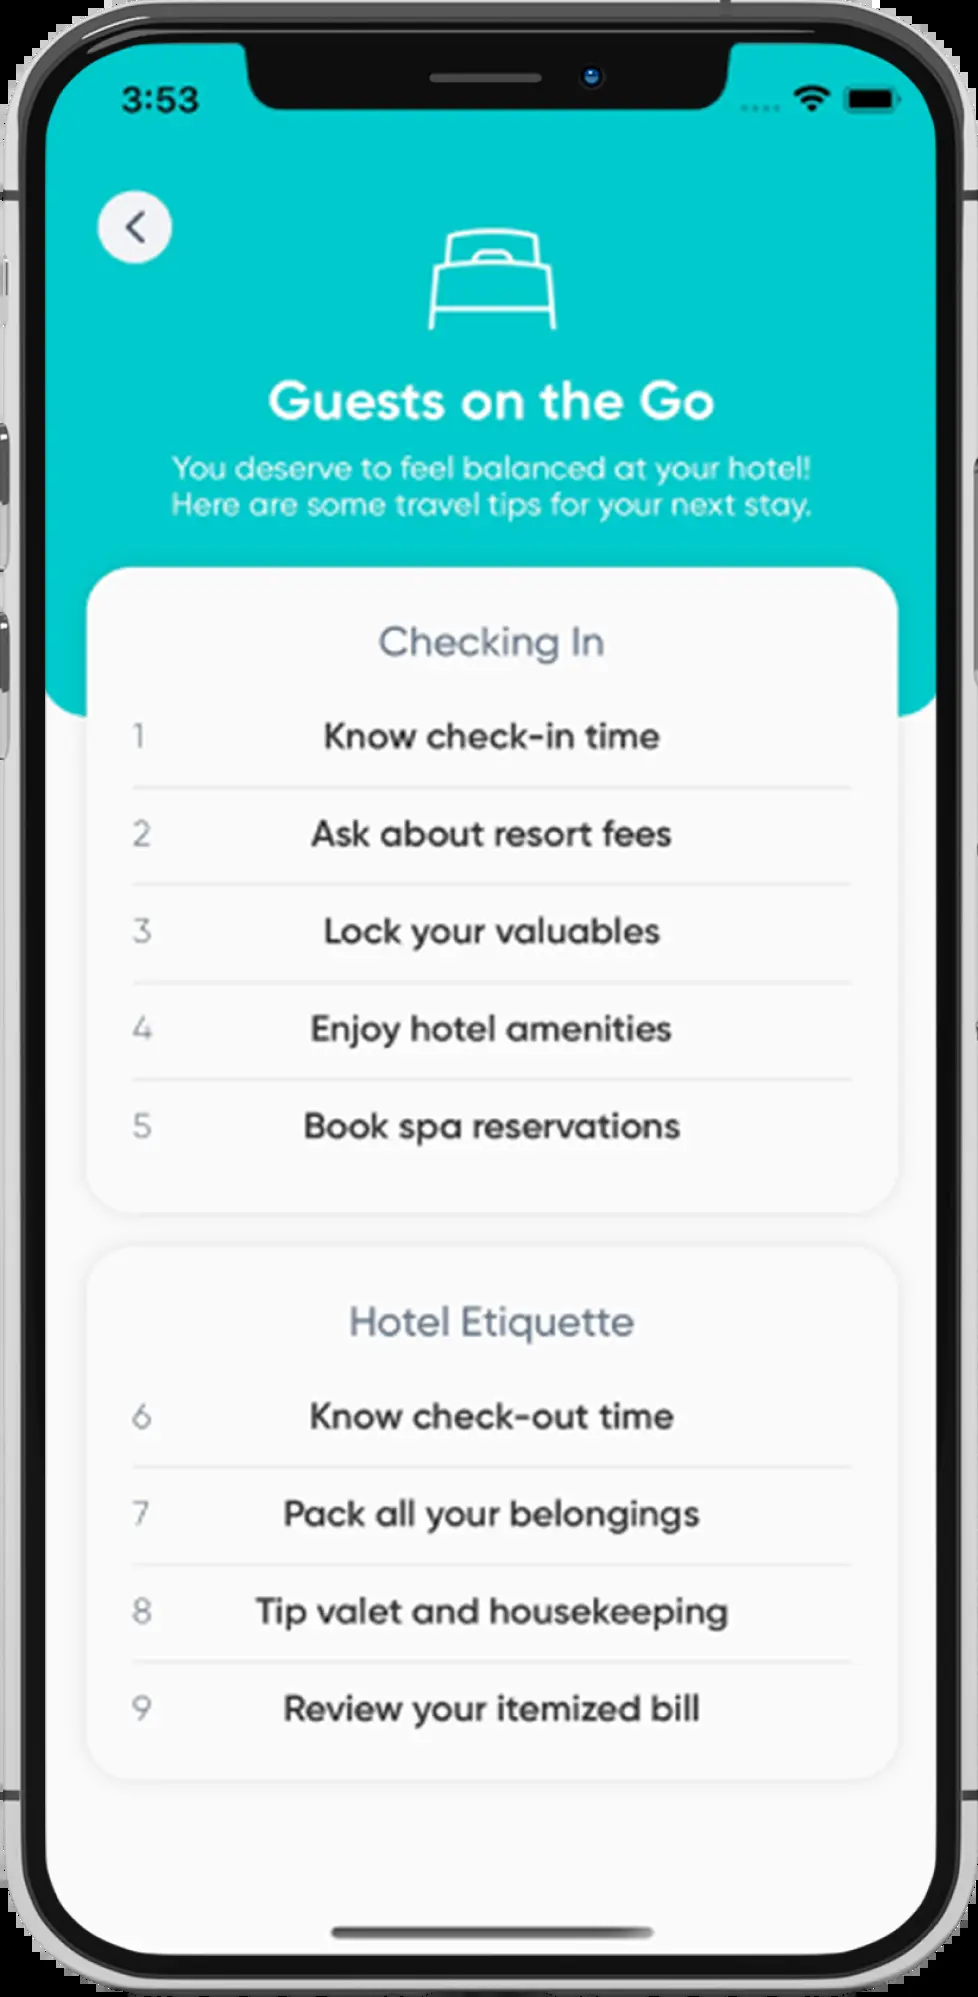 3:53
Guests on the Go
You deserve to feel balanced at your hotel!
Here are some travel tips for your next stay.
Checking In
1 Know check-in time
2 Ask about resort fees
3 Lock your valuables
4 Enjoy hotel amenities
5 Book spa reservations
Hotel Etiquette
6 Know check-out time
7 Pack all your belongings
8 Tip valet and housekeeping
9 Review your itemized bill